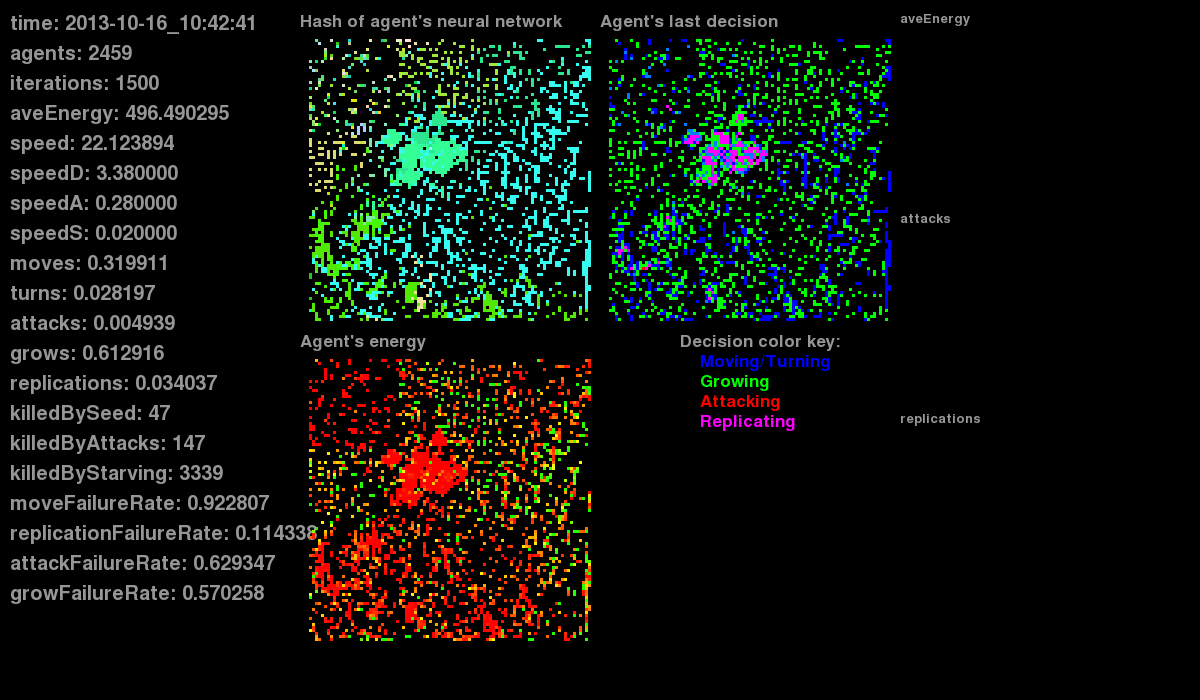 time: 2013-10-16_10:42:41
agents: 2459
iterations: 1500
aveEnergy: 496.490295
speed: 22.123894
speedD: 3.380000
speedA: 0.280000
speedS: 0.020000
moves: 0.319911
turns: 0.028197
attacks: 0.004939
grows: 0.612916
replications: 0.034037
killedBySeed: 47
killedByAttacks: 147
killedByStarving: 3339
moveFailureRate: 0.922807
replicationFailureRate: 0.114338
attackFailureRate: 0.629347
growFailureRate: 0.570258
Hash of agent's neural network
Agent's last decision
Agent's energy
Decision color key:
Moving/Turning
Growing
Attacking
Replicating
aveEnergy
attacks
replications